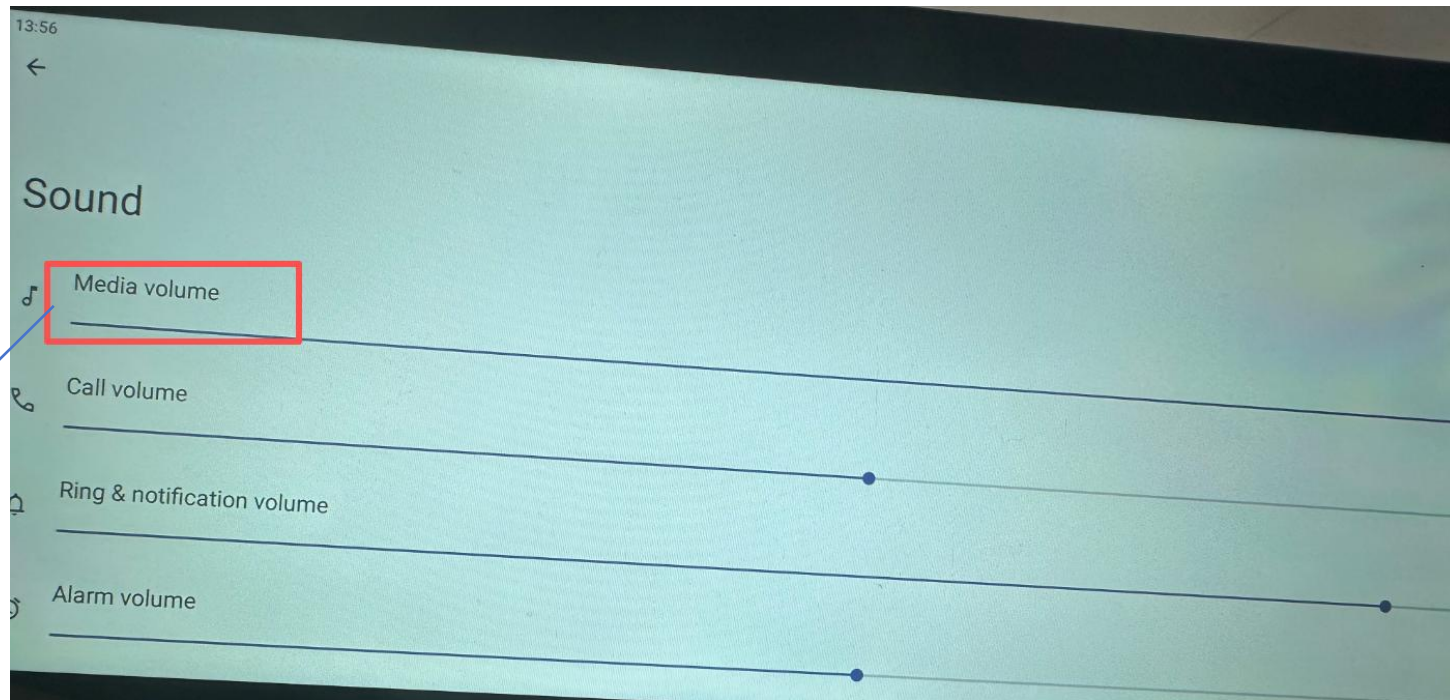 13:56
Sound
Media volume
Call volume
Ring & notification volume
Alarm volume